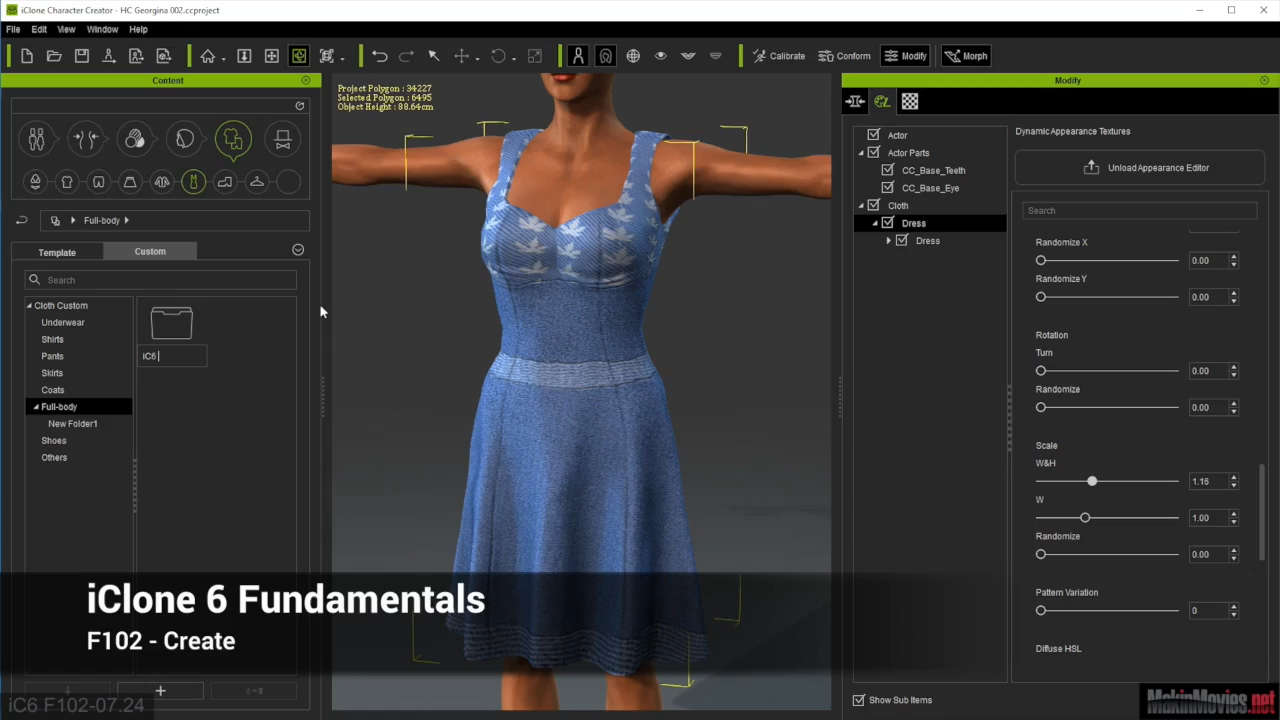 iClone Character Creator - HC Georgina 002.ccproject
File Edit View Window Help
Calibrate Conform Modify Morph
Content
Full-body
Template Custom
Search
Cloth Custom
Underwear
Shirts
Pants
Skirts
Coats
Full-body
New Folder1
Shoes
Others
iC6
Project Polygon : 34227
Selected Polygon : 6495
Object Height : 88.64cm
Modify
Actor
Actor Parts
CC_Base_Teeth
CC_Base_Eye
Cloth
Dress
Dress
Show Sub Items
Dynamic Appearance Textures
Unload Appearance Editor
Search
Randomize X
0.00
Randomize Y
0.00
Rotation
Turn
0.00
Randomize
0.00
Scale
W&H
1.16
W
1.00
Randomize
0.00
Pattern Variation
0
Diffuse HSL
iClone 6 Fundamentals
F102 - Create
iC6 F102-07.24
MakinMovies.net